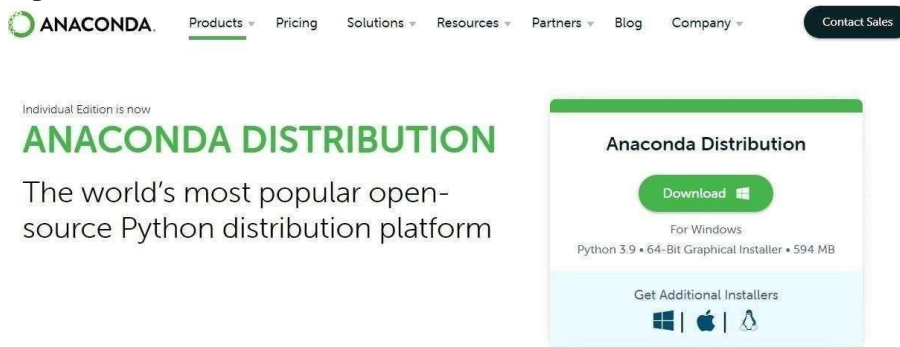 ANACONDA.
Products Pricing Solutions Resources Partners Blog Company Contact Sales
Individual Edition is now
ANACONDA DISTRIBUTION
The world's most popular open-
source Python distribution platform
Anaconda Distribution
Download
For Windows
Python 3.9 • 64-Bit Graphical Installer • 594 MB
Get Additional Installers